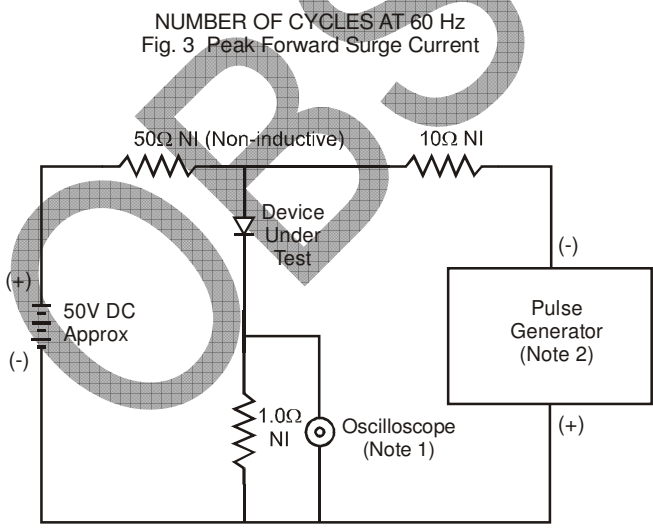 NUMBER OF CYCLES AT 60 Hz
Fig. 3 Peak Forward Surge Current
50Ω NI (Non-inductive)
10Ω NI
Device
Under
Test
(+)
50V DC
Approx
(-)
(-)
Pulse
Generator
(Note 2)
(+)
1.0Ω
NI
Oscilloscope
(Note 1)
OBS